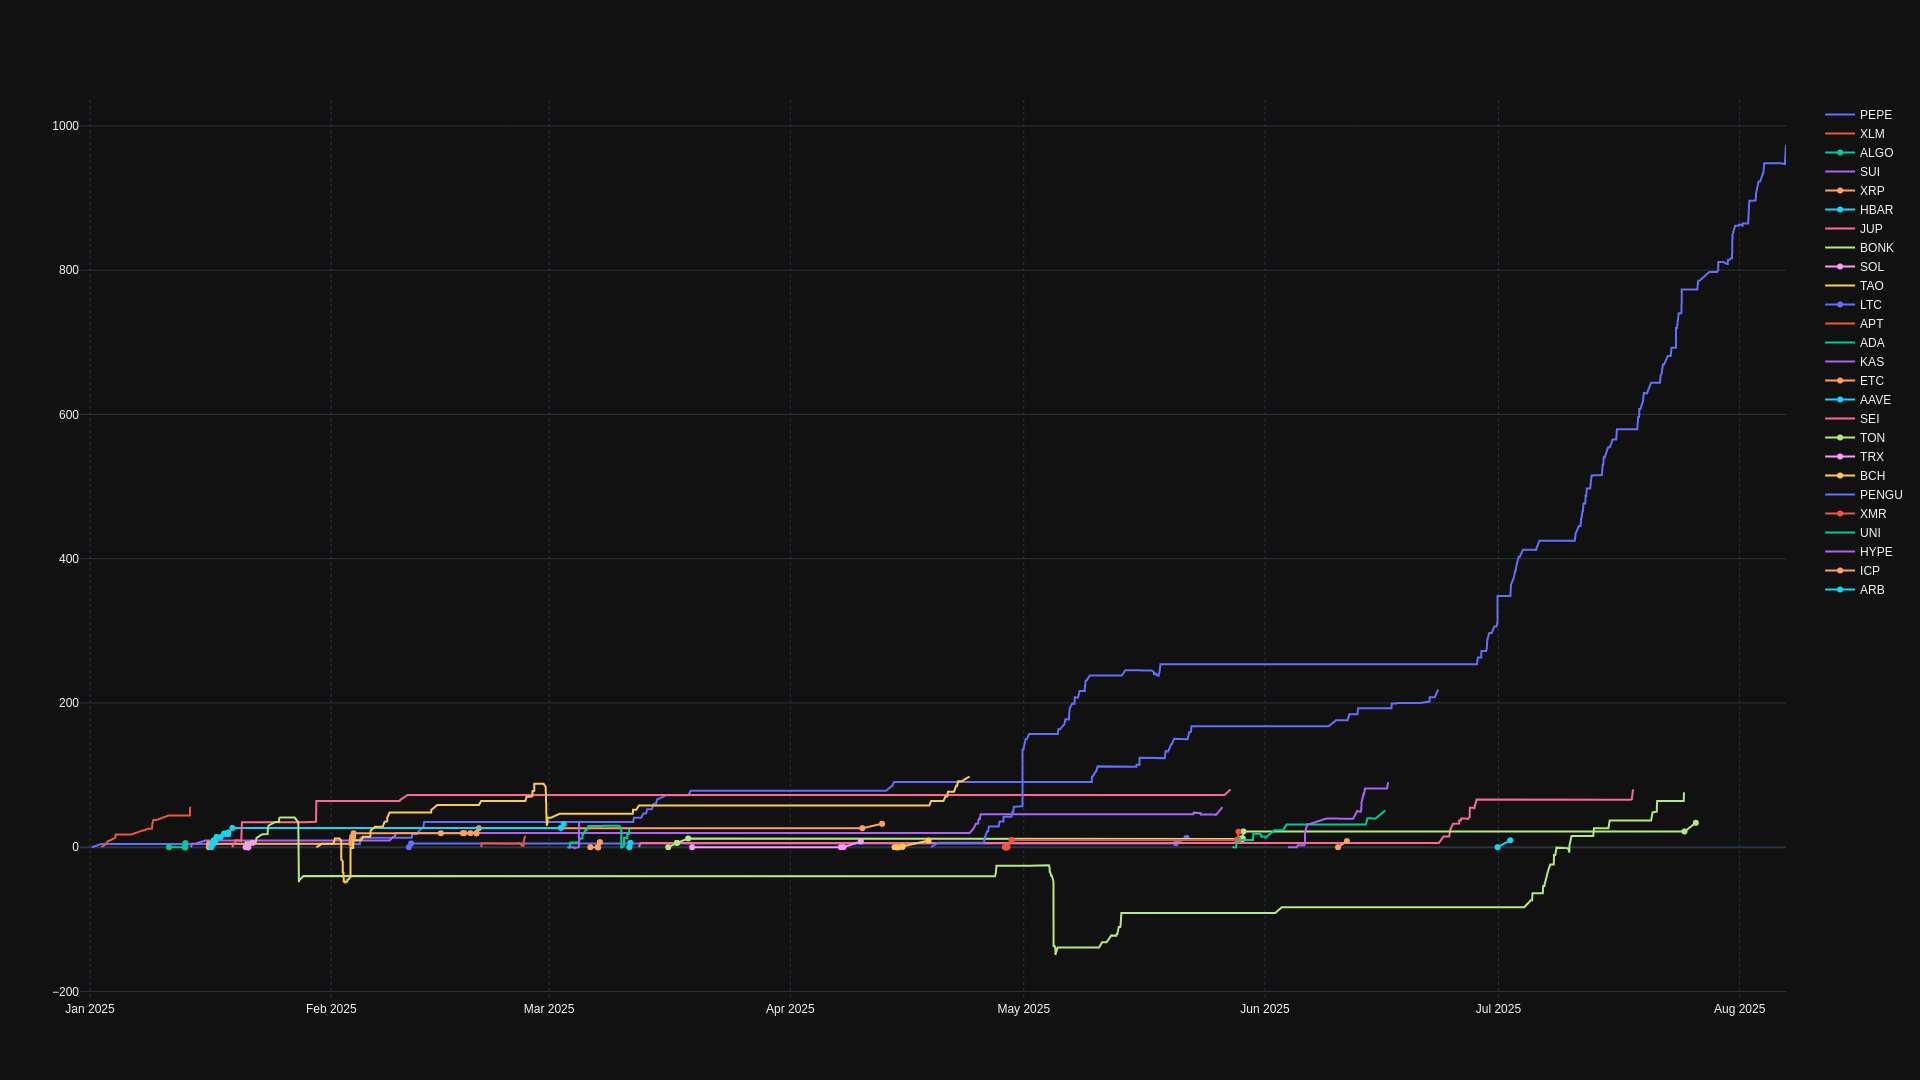 1000
800
600
400
200
0
−200
Jan 2025
Feb 2025
Mar 2025
Apr 2025
May 2025
Jun 2025
Jul 2025
Aug 2025
PEPE
XLM
ALGO
SUI
XRP
HBAR
JUP
BONK
SOL
TAO
LTC
APT
ADA
KAS
ETC
AAVE
SEI
TON
TRX
BCH
PENGU
XMR
UNI
HYPE
ICP
ARB